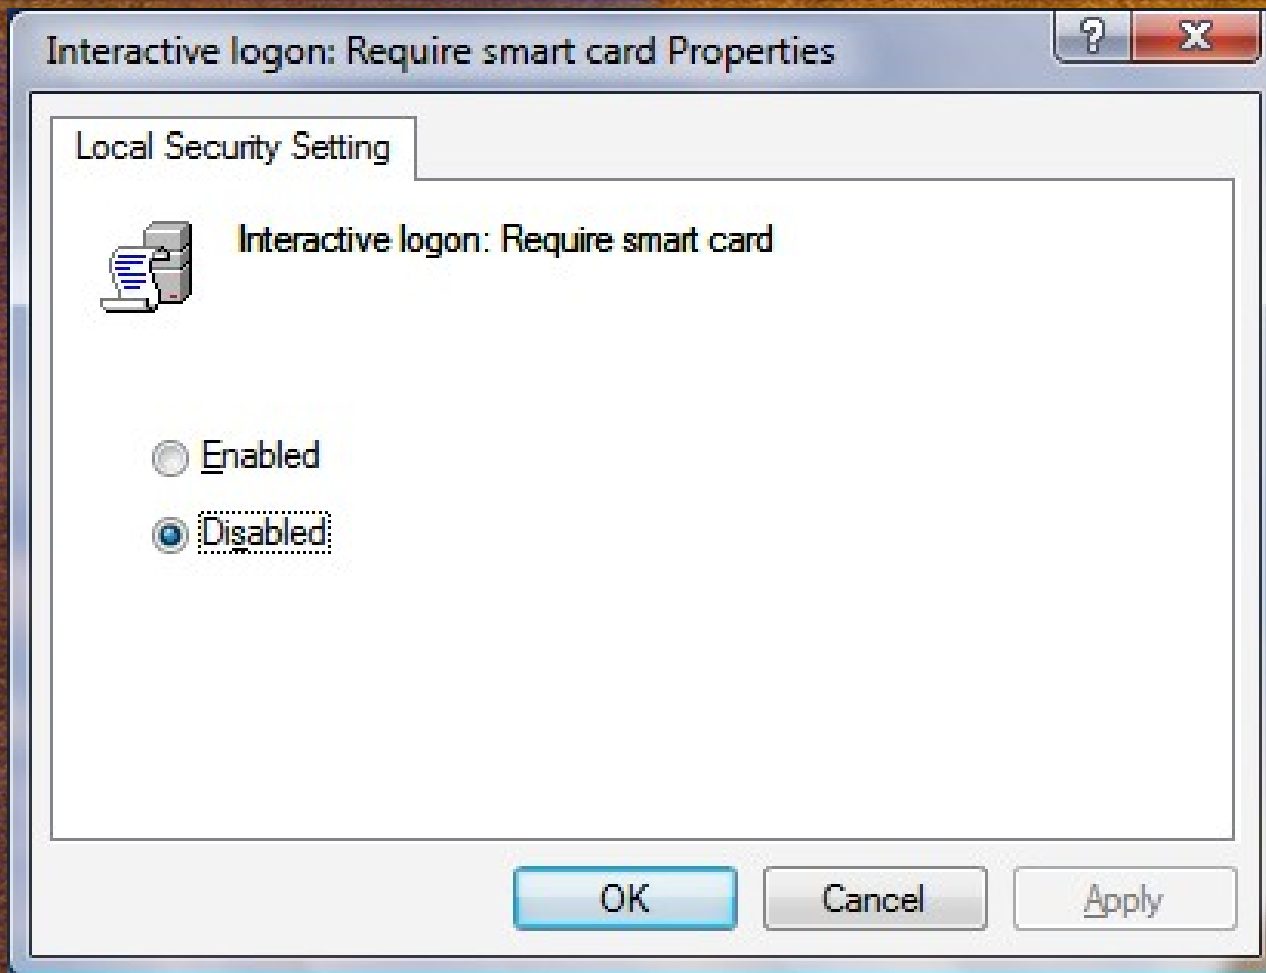 Interactive logon: Require smart card Properties
?
Local Security Setting
Interactive logon: Require smart card
Enabled
Disabled
OK
Cancel
Apply